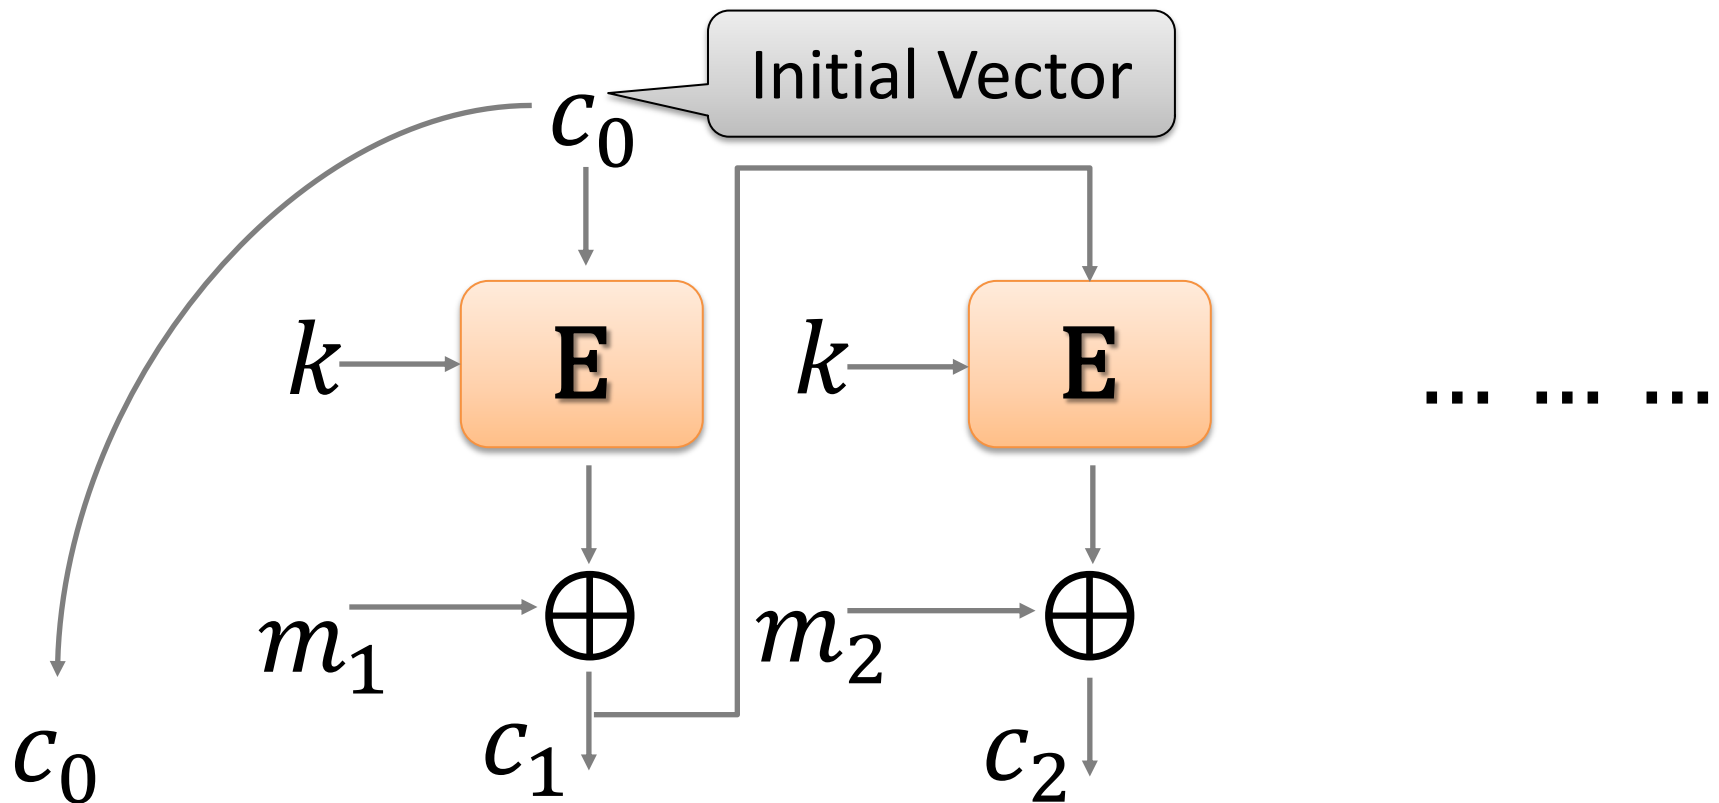 Initial Vector
c₀
k E k E ... ... ...
m₁ ⊕ m₂ ⊕
c₀ c₁ c₂